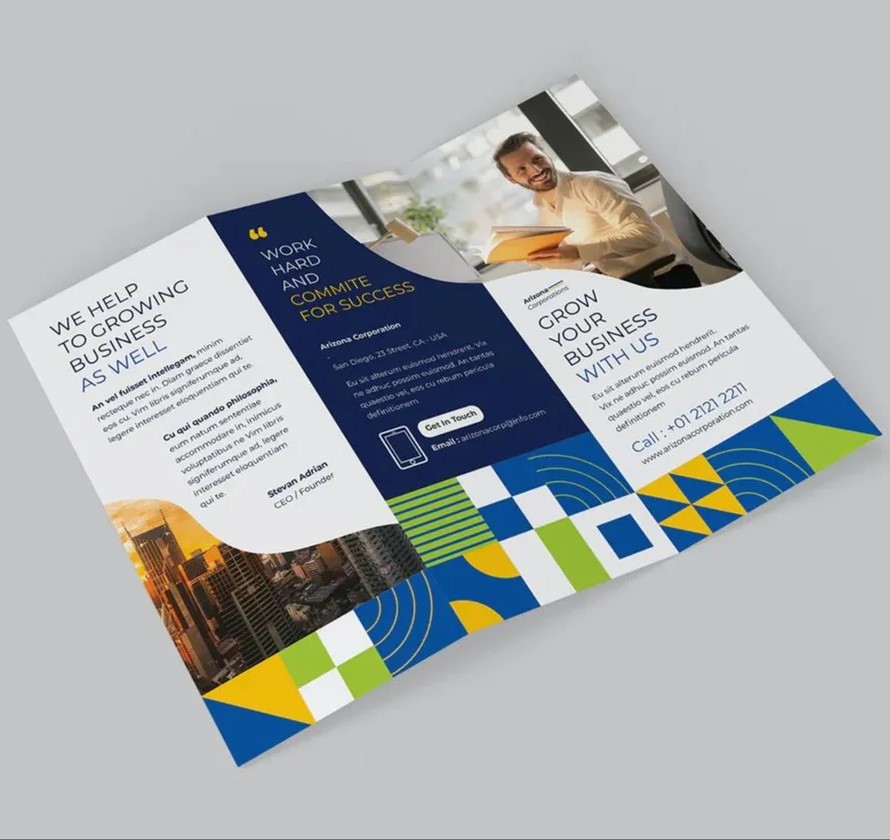 WE HELP
TO GROWING
BUSINESS
AS WELL
An vel fuisset intellegam, minim
recteque nec in. Diam graece dissentiet
eos cu. Vim libris signiferumque ad,
legere interesset eloquentiam qui te.
Cu qui quando philosophia,
eum natum sententiae
accommodare in, inimicus
voluptatibus ne Vim libris
signiferumque ad, legere
interesset eloquentiam
qui te.
Stevan Adrian
CEO / Founder
“
WORK
HARD
AND
COMMITE
FOR SUCCESS
Arizona Corporation
San Diego, 23 Street, CA - USA
Eu sit alterum euismod hendrerit. Vix
ne adhuc possim euismod. An tantas
quaestio vel, eos cu rebum pericula
definitionem
Get In Touch
Email : arizonacorp@info.com
Arizona
Corporations
GROW
YOUR
BUSINESS
WITH US
Eu sit alterum euismod hendrerit.
Vix ne adhuc possim euismod. An tantas
quaestio vel, eos cu rebum pericula
definitionem
Call : +01 2121 2211
www.arizonacorporation.com